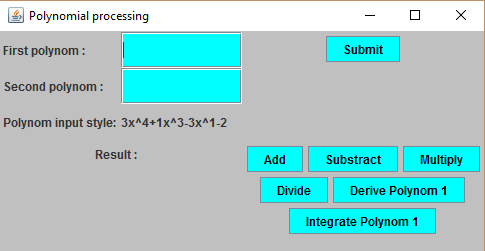 Polynomial processing
First polynom :
Submit
Second polynom :
Polynom input style: 3x^4+1x^3-3x^1-2
Result :
Add Substract Multiply
Divide Derive Polynom 1
Integrate Polynom 1